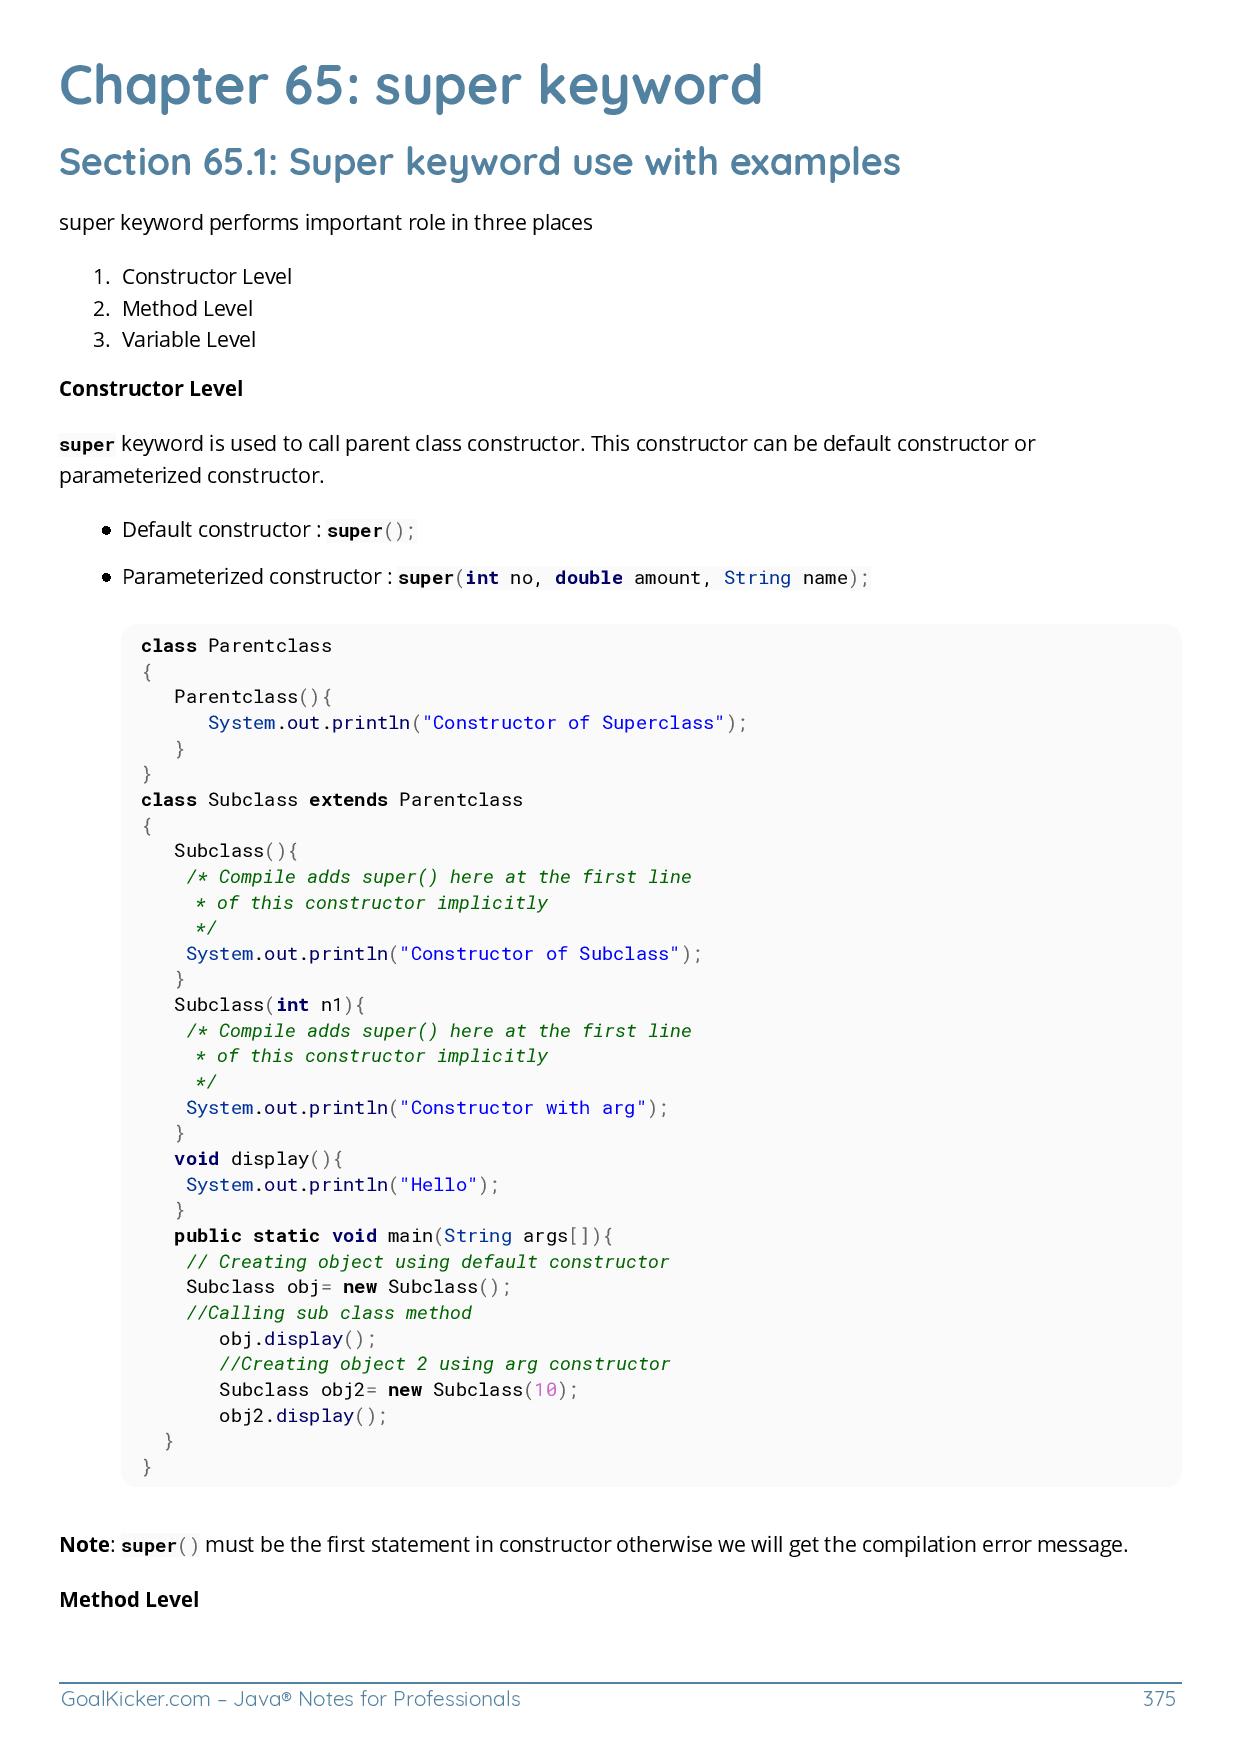 Chapter 65: super keyword
Section 65.1: Super keyword use with examples
super keyword performs important role in three places
1. Constructor Level
2. Method Level
3. Variable Level
Constructor Level
super keyword is used to call parent class constructor. This constructor can be default constructor or
parameterized constructor.
● Default constructor : super();
● Parameterized constructor : super(int no, double amount, String name);
class Parentclass
{
   Parentclass(){
      System.out.println("Constructor of Superclass");
   }
}
class Subclass extends Parentclass
{
   Subclass(){
    /* Compile adds super() here at the first line
     * of this constructor implicitly
     */
    System.out.println("Constructor of Subclass");
   }
   Subclass(int n1){
    /* Compile adds super() here at the first line
     * of this constructor implicitly
     */
    System.out.println("Constructor with arg");
   }
   void display(){
    System.out.println("Hello");
   }
   public static void main(String args[]){
    // Creating object using default constructor
    Subclass obj= new Subclass();
    //Calling sub class method
       obj.display();
       //Creating object 2 using arg constructor
       Subclass obj2= new Subclass(10);
       obj2.display();
  }
}
Note: super() must be the first statement in constructor otherwise we will get the compilation error message.
Method Level
GoalKicker.com – Java® Notes for Professionals 375